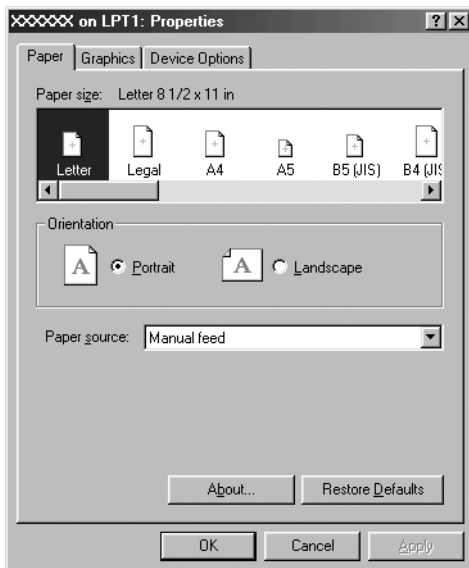 XXXXXX on LPT1: Properties
Paper Graphics Device Options
Paper size: Letter 8 1/2 x 11 in
Letter Legal A4 A5 B5 (JIS) B4 (JIS
Orientation
A Portrait A Landscape
Paper source: Manual feed
About... Restore Defaults
OK Cancel Apply